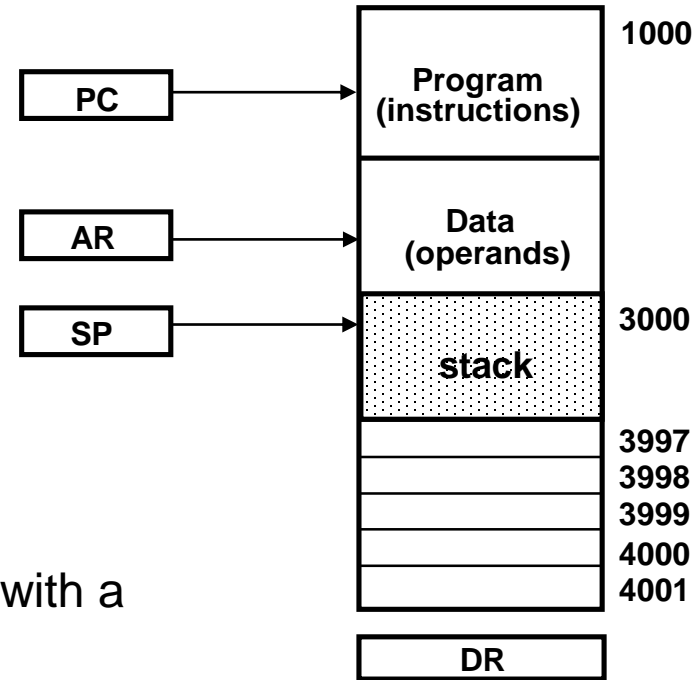 1000
Program
(instructions)
PC
Data
(operands)
AR
SP
3000
stack
3997
3998
3999
4000
4001
with a
DR